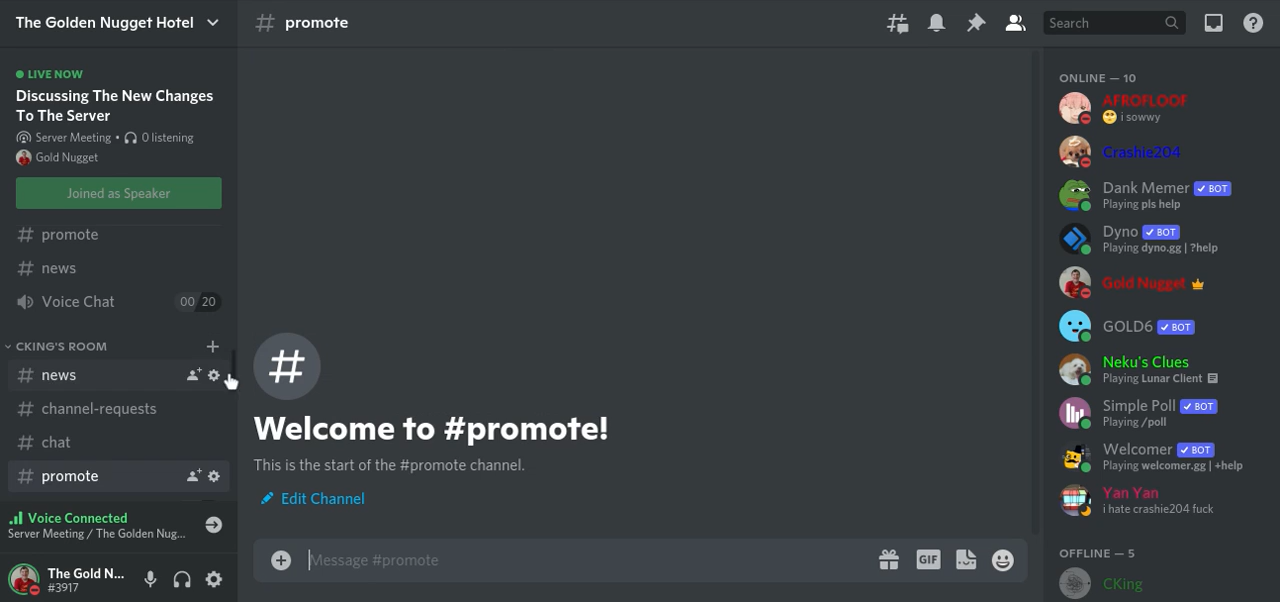 The Golden Nugget Hotel
# promote
Search
LIVE NOW
Discussing The New Changes
To The Server
Server Meeting • 0 listening
Gold Nugget
Joined as Speaker
# promote
# news
Voice Chat 00 20
CKING'S ROOM +
# news
# channel-requests
# chat
# promote
Voice Connected
Server Meeting / The Golden Nug...
The Gold N...
#3917
#
Welcome to #promote!
This is the start of the #promote channel.
Edit Channel
Message #promote
GIF
ONLINE — 10
AFROFLOOF
i sowwy
Crashie204
Dank Memer ✓ BOT
Playing pls help
Dyno ✓ BOT
Playing dyno.gg | ?help
Gold Nugget
GOLD6 ✓ BOT
Neku's Clues
Playing Lunar Client
Simple Poll ✓ BOT
Playing /poll
Welcomer ✓ BOT
Playing welcomer.gg | +help
Yan Yan
i hate crashie204 fuck
OFFLINE — 5
CKing